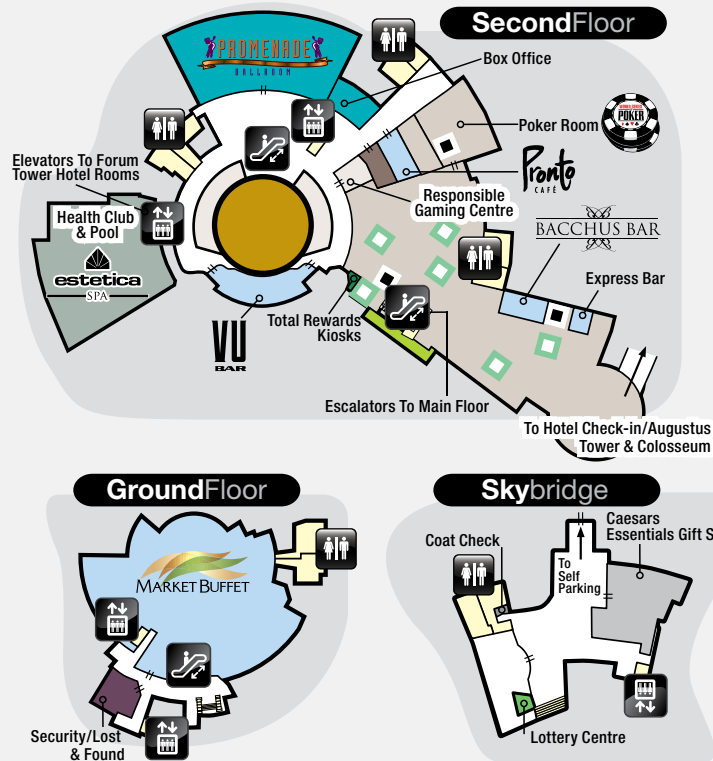 SecondFloor
PROMENADE
BALLROOM
Box Office
Poker Room
POKER
Pronto
CAFÉ
Elevators To Forum
Tower Hotel Rooms
Responsible
Gaming Centre
Health Club
& Pool
estetica
SPA
BACCHUS BAR
Express Bar
VÜ
BAR
Total Rewards
Kiosks
Escalators To Main Floor
To Hotel Check-in/Augustus
Tower & Colosseum
GroundFloor
MARKET BUFFET
Security/Lost
& Found
Skybridge
Coat Check
Caesars
Essentials Gift S
To
Self
Parking
Lottery Centre